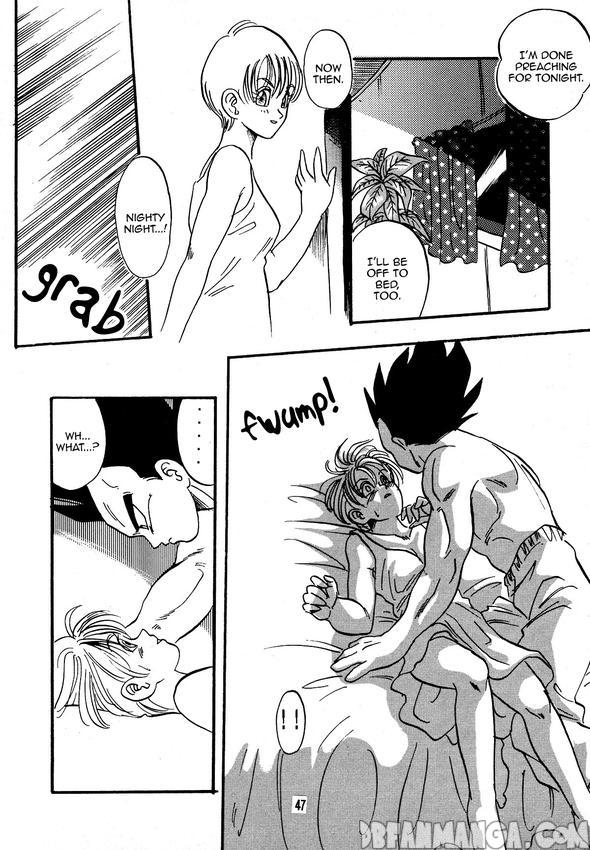 I'M DONE
PREACHING
FOR TONIGHT.
I'LL BE
OFF TO
BED,
TOO.
NOW
THEN.
NIGHTY
NIGHT...!
grab
fwump!
!!
....
WH...
WHAT...?
47
DBFANMANGA.COM